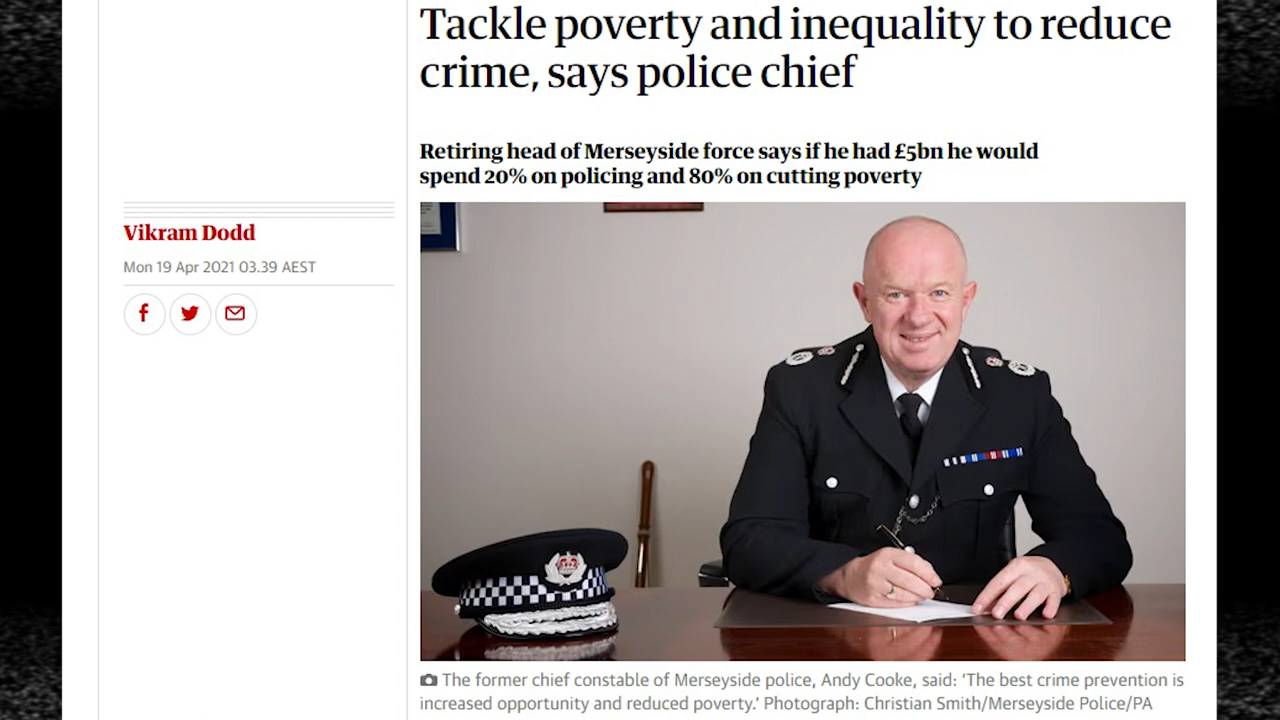 Tackle poverty and inequality to reduce
crime, says police chief
Retiring head of Merseyside force says if he had £5bn he would
spend 20% on policing and 80% on cutting poverty
Vikram Dodd
Mon 19 Apr 2021 03.39 AEST
The former chief constable of Merseyside police, Andy Cooke, said: ‘The best crime prevention is
increased opportunity and reduced poverty.’ Photograph: Christian Smith/Merseyside Police/PA